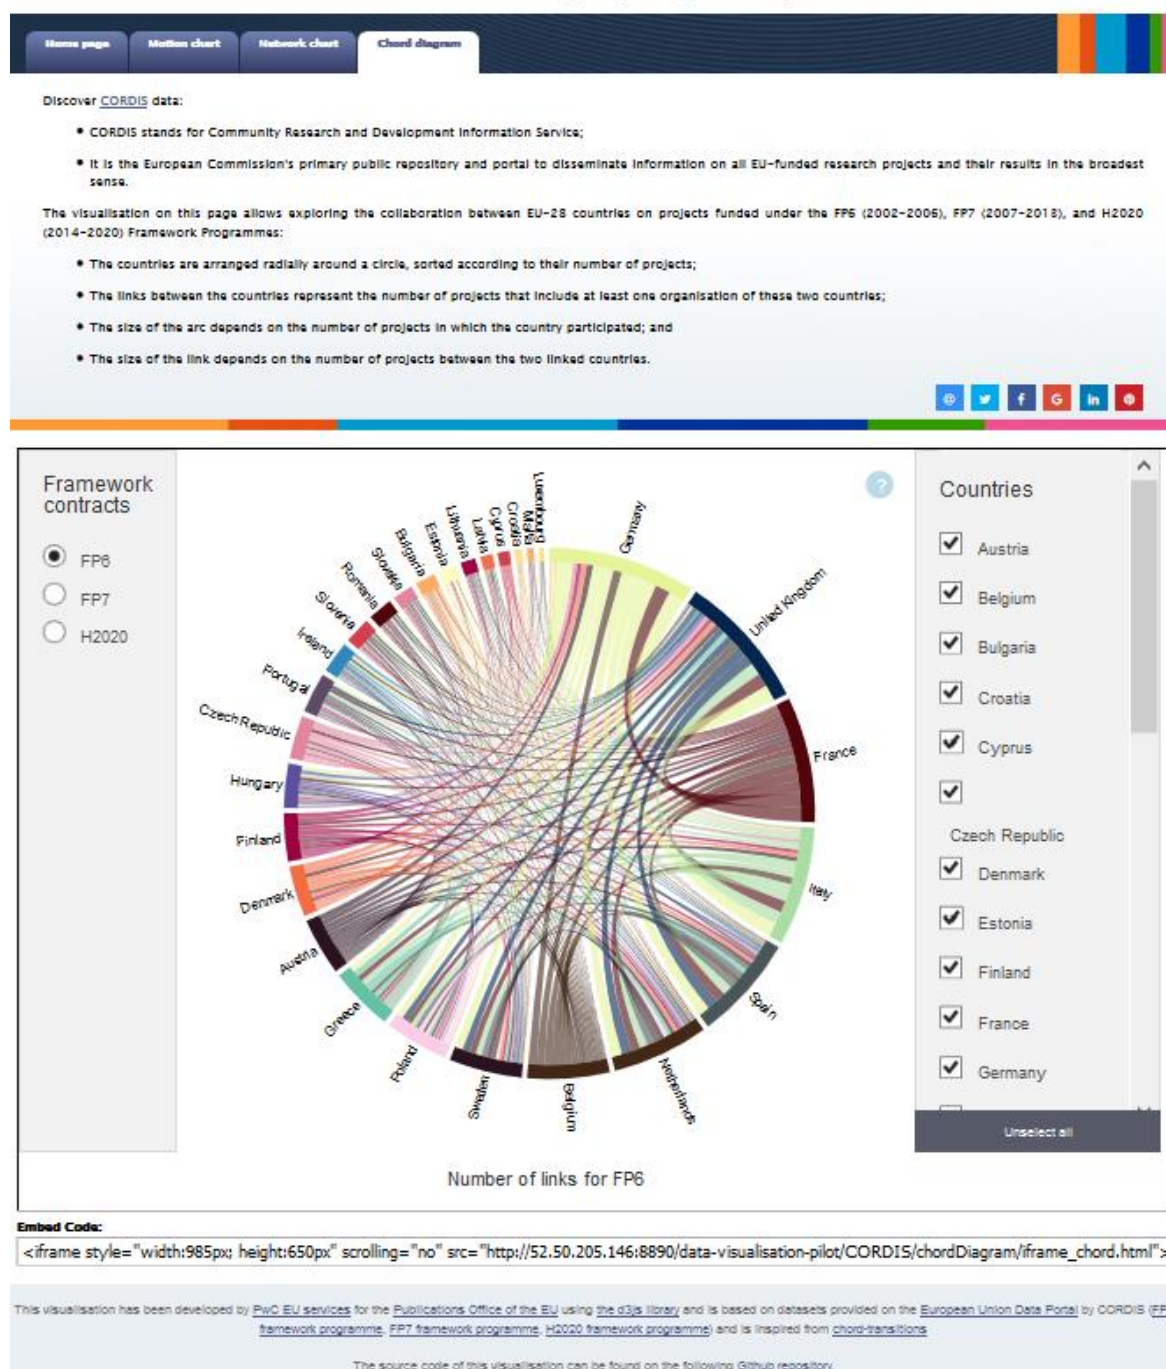 Home page
Motion chart
Network chart
Chord diagram
Discover CORDIS data:
• CORDIS stands for Community Research and Development Information Service;
• It is the European Commission's primary public repository and portal to disseminate information on all EU-funded research projects and their results in the broadest
sense.
The visualisation on this page allows exploring the collaboration between EU-28 countries on projects funded under the FP6 (2002-2006), FP7 (2007-2013), and H2020
(2014-2020) Framework Programmes:
• The countries are arranged radially around a circle, sorted according to their number of projects;
• The links between the countries represent the number of projects that include at least one organisation of these two countries;
• The size of the arc depends on the number of projects in which the country participated; and
• The size of the link depends on the number of projects between the two linked countries.
Framework
contracts
FP6
FP7
H2020
Germany
United Kingdom
France
Italy
Spain
Netherlands
Belgium
Sweden
Poland
Greece
Austria
Denmark
Finland
Hungary
Czech Republic
Portugal
Ireland
Slovenia
Romania
Slovakia
Bulgaria
Estonia
Lithuania
Latvia
Cyprus
Croatia
Malta
Luxembourg
?
Number of links for FP6
Countries
Austria
Belgium
Bulgaria
Croatia
Cyprus
Czech Republic
Denmark
Estonia
Finland
France
Germany
Unselect all
Embed Code:
<iframe style="width:985px; height:650px" scrolling="no" src="http://52.50.205.146:8890/data-visualisation-pilot/CORDIS/chordDiagram/iframe_chord.html">
This visualisation has been developed by PwC EU services for the Publications Office of the EU using the d3js library and is based on datasets provided on the European Union Data Portal by CORDIS (FP
framework programme, FP7 framework programme, H2020 framework programme) and is inspired from chord-transitions
The source code of this visualisation can be found on the following Github repository